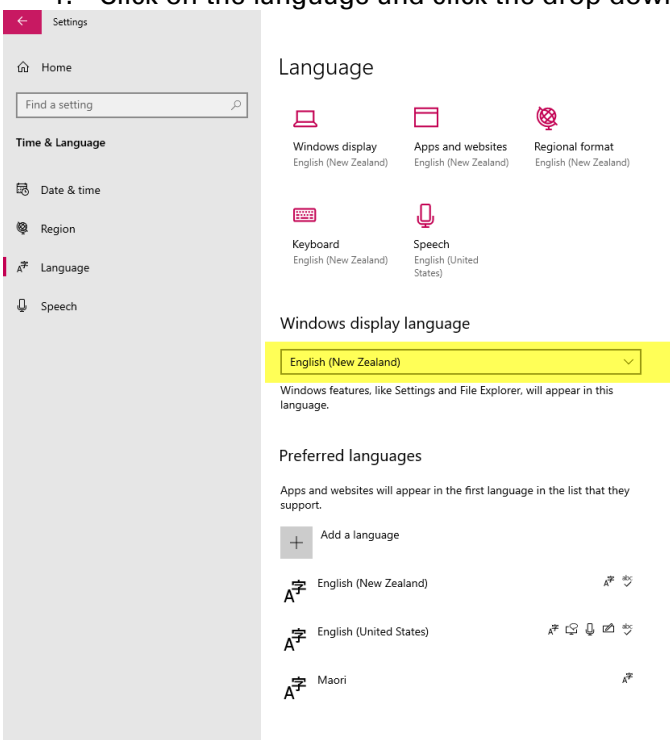 1. Click on the language and click the drop dow
Settings
Home
Find a setting
Time & Language
Date & time
Region
Language
Speech
Language
Windows display
English (New Zealand)
Apps and websites
English (New Zealand)
Regional format
English (New Zealand)
Keyboard
English (New Zealand)
Speech
English (United
States)
Windows display language
English (New Zealand)
Windows features, like Settings and File Explorer, will appear in this
language.
Preferred languages
Apps and websites will appear in the first language in the list that they
support.
Add a language
English (New Zealand)
English (United States)
Maori